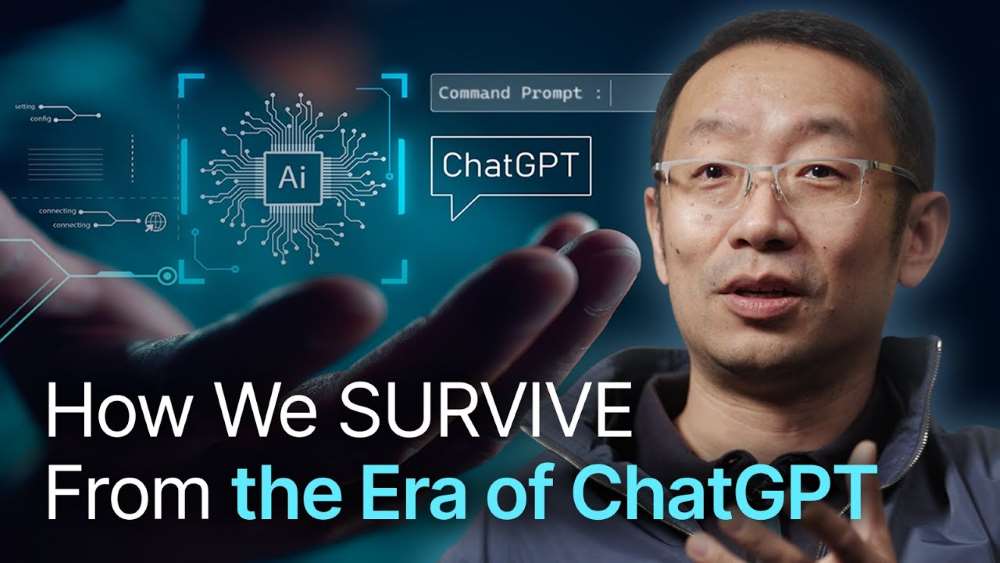 setting
config
connecting
connecting
Ai
Command Prompt :
ChatGPT
How We SURVIVE
From the Era of ChatGPT